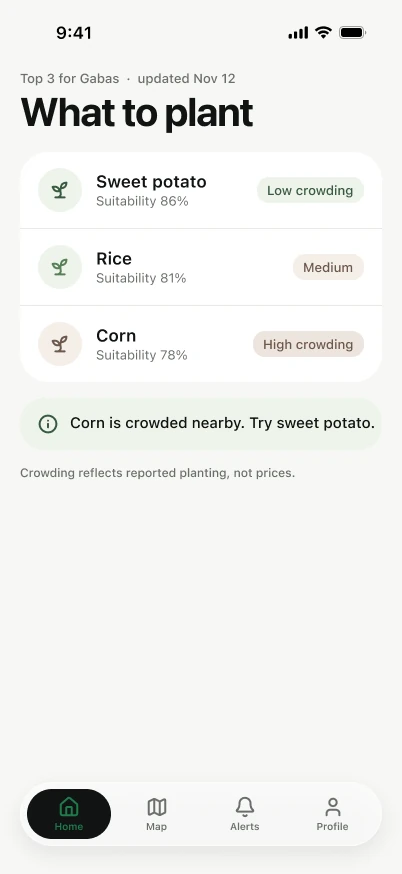 9:41
Top 3 for Gabas · updated Nov 12
What to plant
Sweet potato
Suitability 86%
Low crowding
Rice
Suitability 81%
Medium
Corn
Suitability 78%
High crowding
Corn is crowded nearby. Try sweet potato.
Crowding reflects reported planting, not prices.
Home
Map
Alerts
Profile